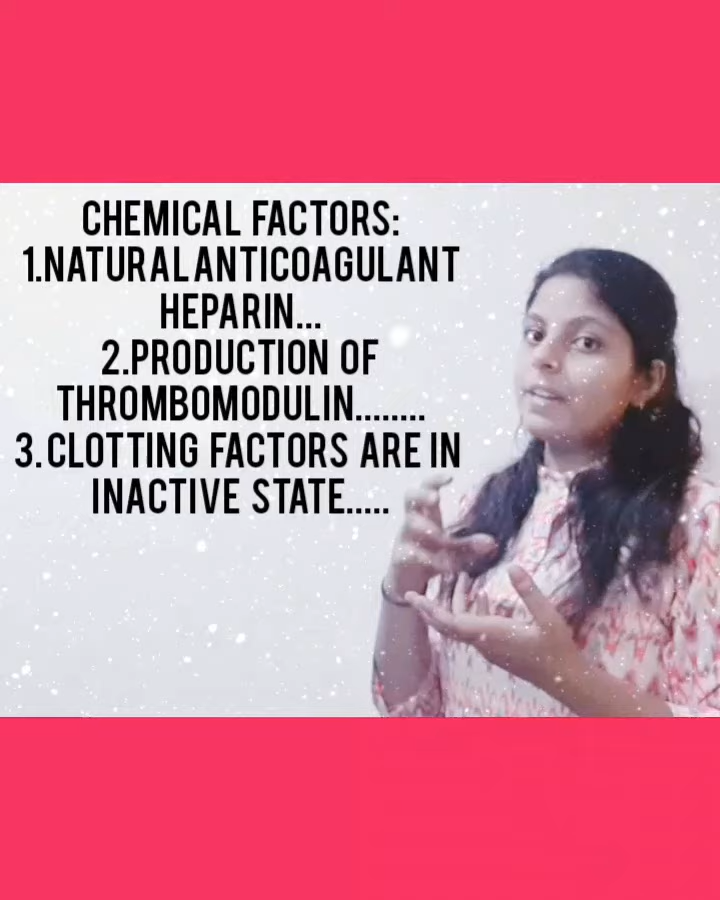 CHEMICAL FACTORS:
1.NATURAL ANTICOAGULANT
HEPARIN...
2.PRODUCTION OF
THROMBOMODULIN........
3.CLOTTING FACTORS ARE IN
INACTIVE STATE.....